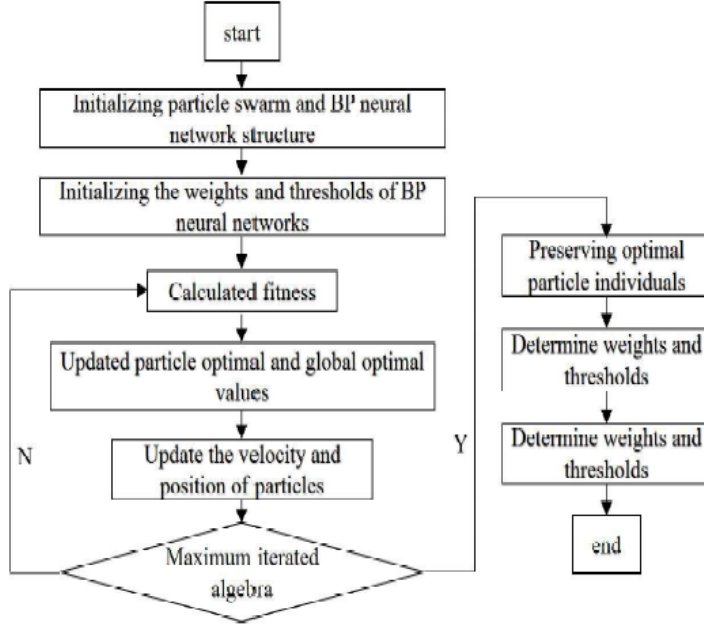 start
Initializing particle swarm and BP neural
network structure
Initializing the weights and thresholds of BP
neural networks
Calculated fitness
Updated particle optimal and global optimal
values
Update the velocity and
position of particles
Maximum iterated
algebra
N
Y
Preserving optimal
particle individuals
Determine weights and
thresholds
Determine weights and
thresholds
end